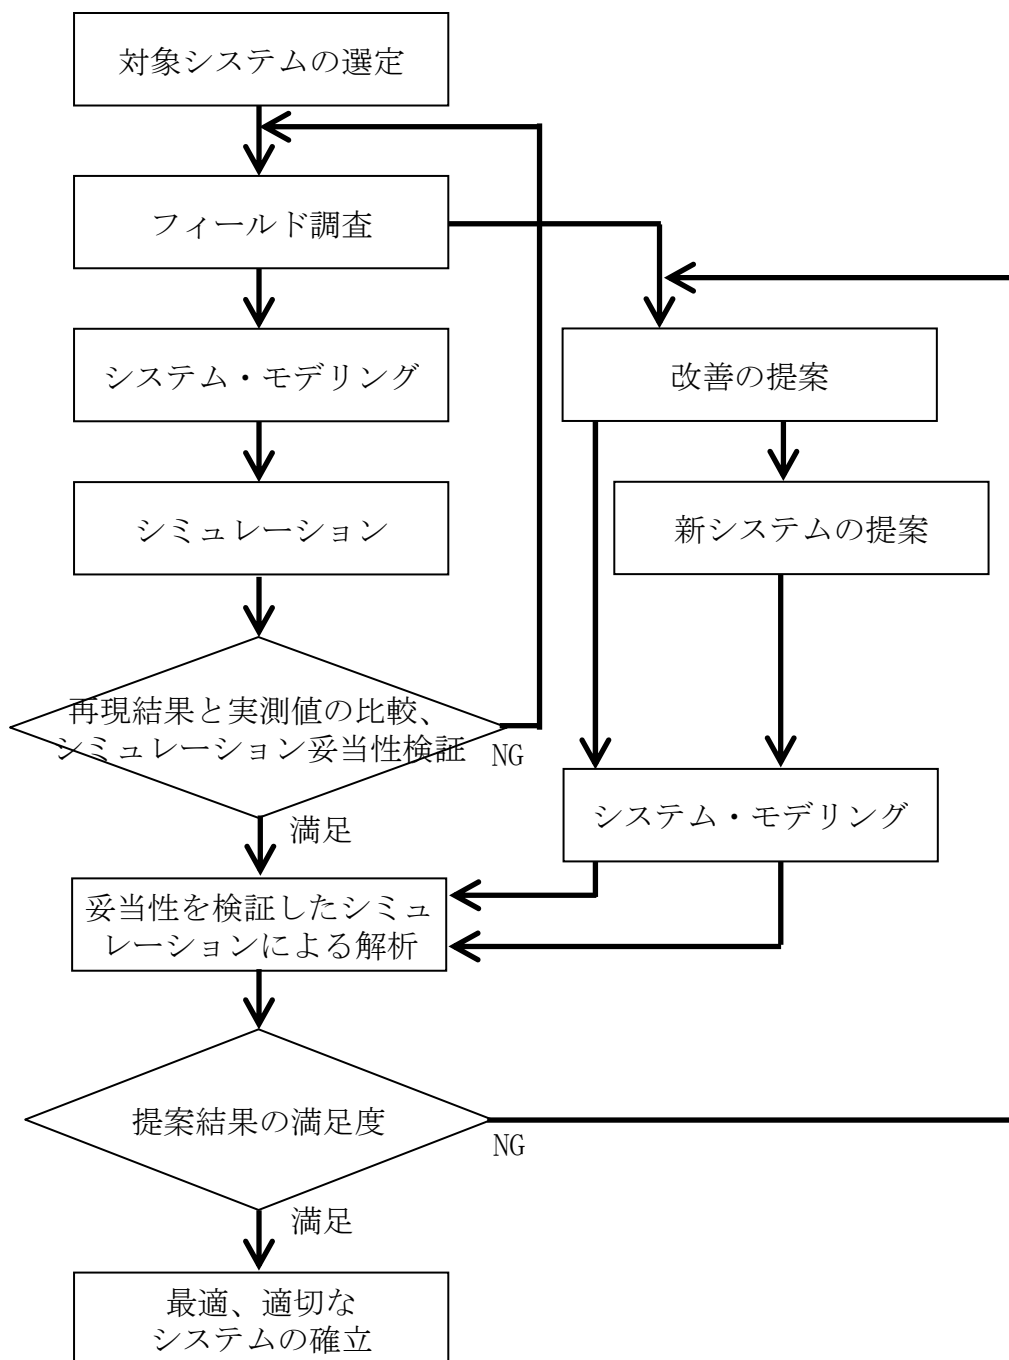 対象システムの選定
フィールド調査
システム・モデリング
改善の提案
シミュレーション
新システムの提案
再現結果と実測値の比較、
シミュレーション妥当性検証
NG
満足
システム・モデリング
妥当性を検証したシミュ
レーションによる解析
提案結果の満足度
NG
満足
最適、適切な
システムの確立